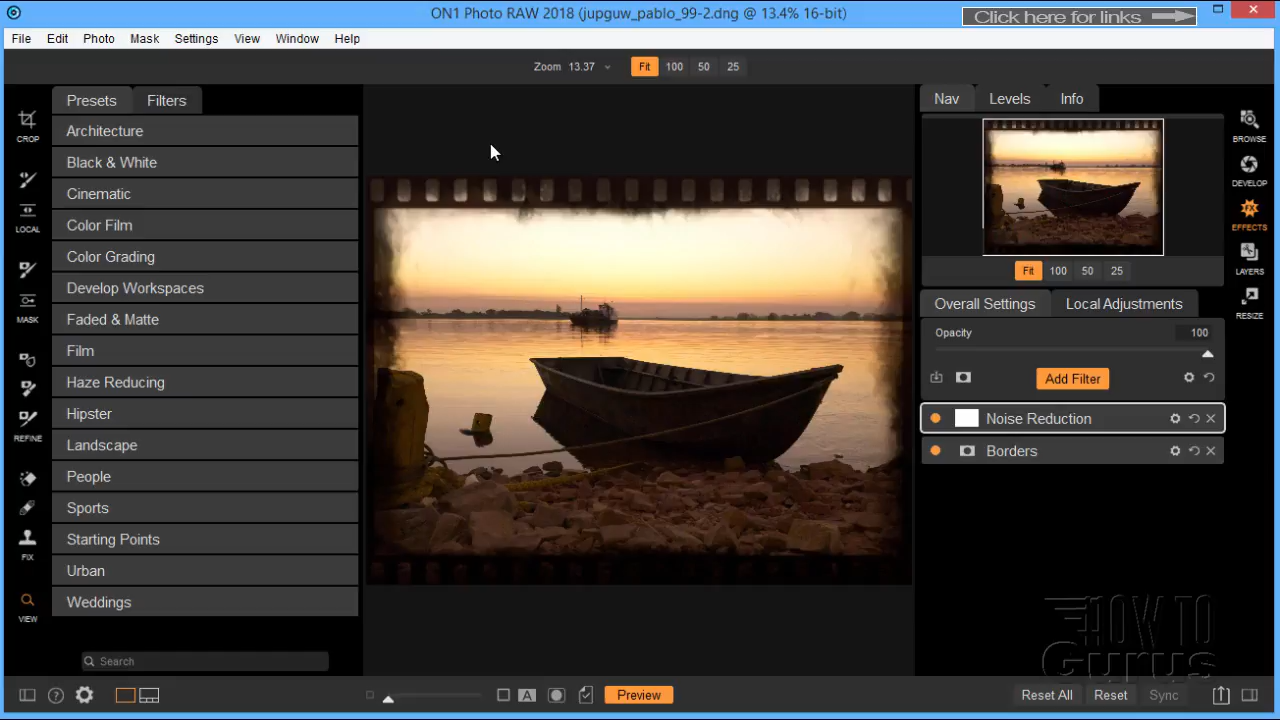 ON1 Photo RAW 2018 (jupguw_pablo_99-2.dng @ 13.4% 16-bit)
Click here for links
File Edit Photo Mask Settings View Window Help
Zoom 13.37 Fit 100 50 25
Presets Filters
Nav Levels Info
Architecture
Black & White
Cinematic
Color Film
Color Grading
Develop Workspaces
Faded & Matte
Film
Haze Reducing
Hipster
Landscape
People
Sports
Starting Points
Urban
Weddings
Search
CROP
LOCAL
MASK
REFINE
FIX
VIEW
Fit 100 50 25
Overall Settings Local Adjustments
Opacity 100
Add Filter
Noise Reduction
Borders
BROWSE
DEVELOP
FX
EFFECTS
LAYERS
RESIZE
HOW TO
Gurus
? A Preview Reset All Reset Sync